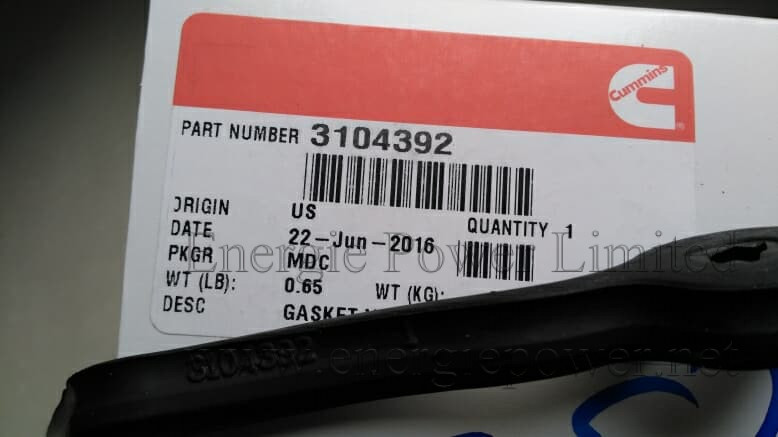 Cummins
PART NUMBER 3104392
ORIGIN US
QUANTITY 1
DATE 22-Jun-2016
PKGR MDC
WT (LB): 0.65 WT (KG):
DESC GASKET
Energie Power Limited
3104392
.energiepower.net